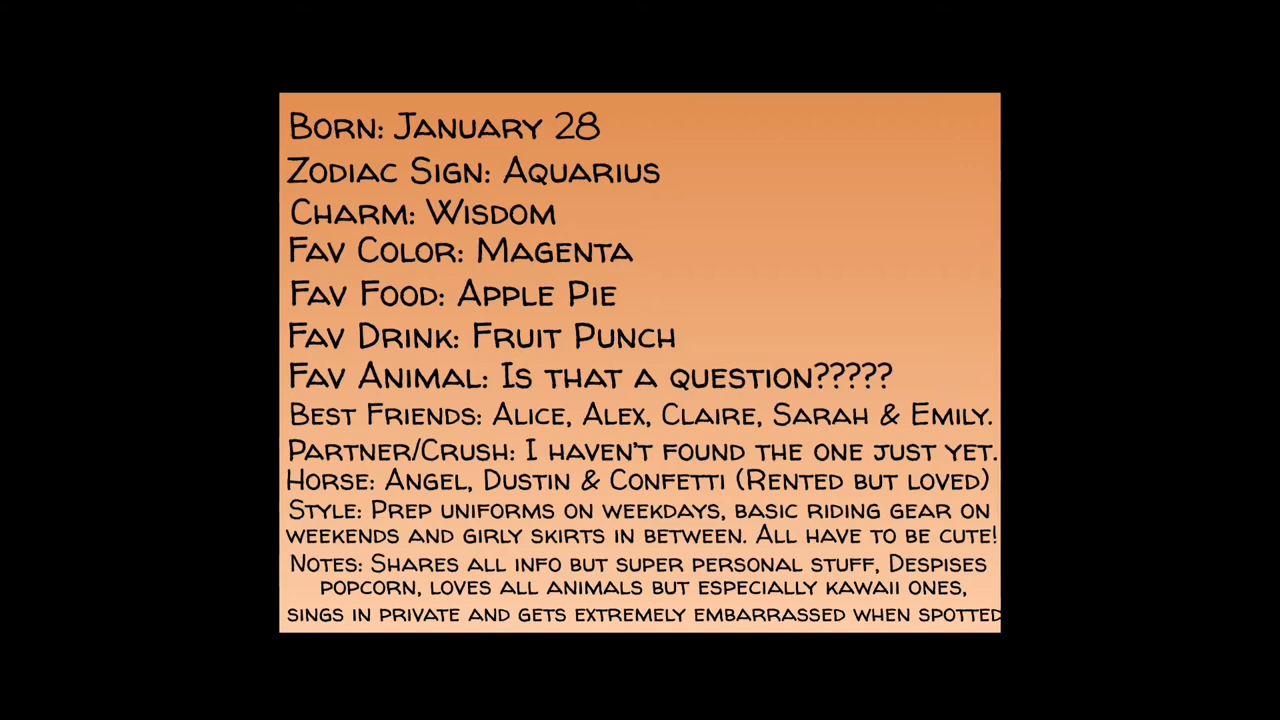 Born: January 28
Zodiac Sign: Aquarius
Charm: Wisdom
Fav Color: Magenta
Fav Food: Apple Pie
Fav Drink: Fruit Punch
Fav Animal: Is that a question?????
Best Friends: Alice, Alex, Claire, Sarah & Emily.
Partner/Crush: I haven't found the one just yet.
Horse: Angel, Dustin & Confetti (Rented but loved)
Style: Prep uniforms on weekdays, basic riding gear on
weekends and girly skirts in between. All have to be cute!
Notes: Shares all info but super personal stuff, Despises
popcorn, loves all animals but especially kawaii ones,
sings in private and gets extremely embarrassed when spotted